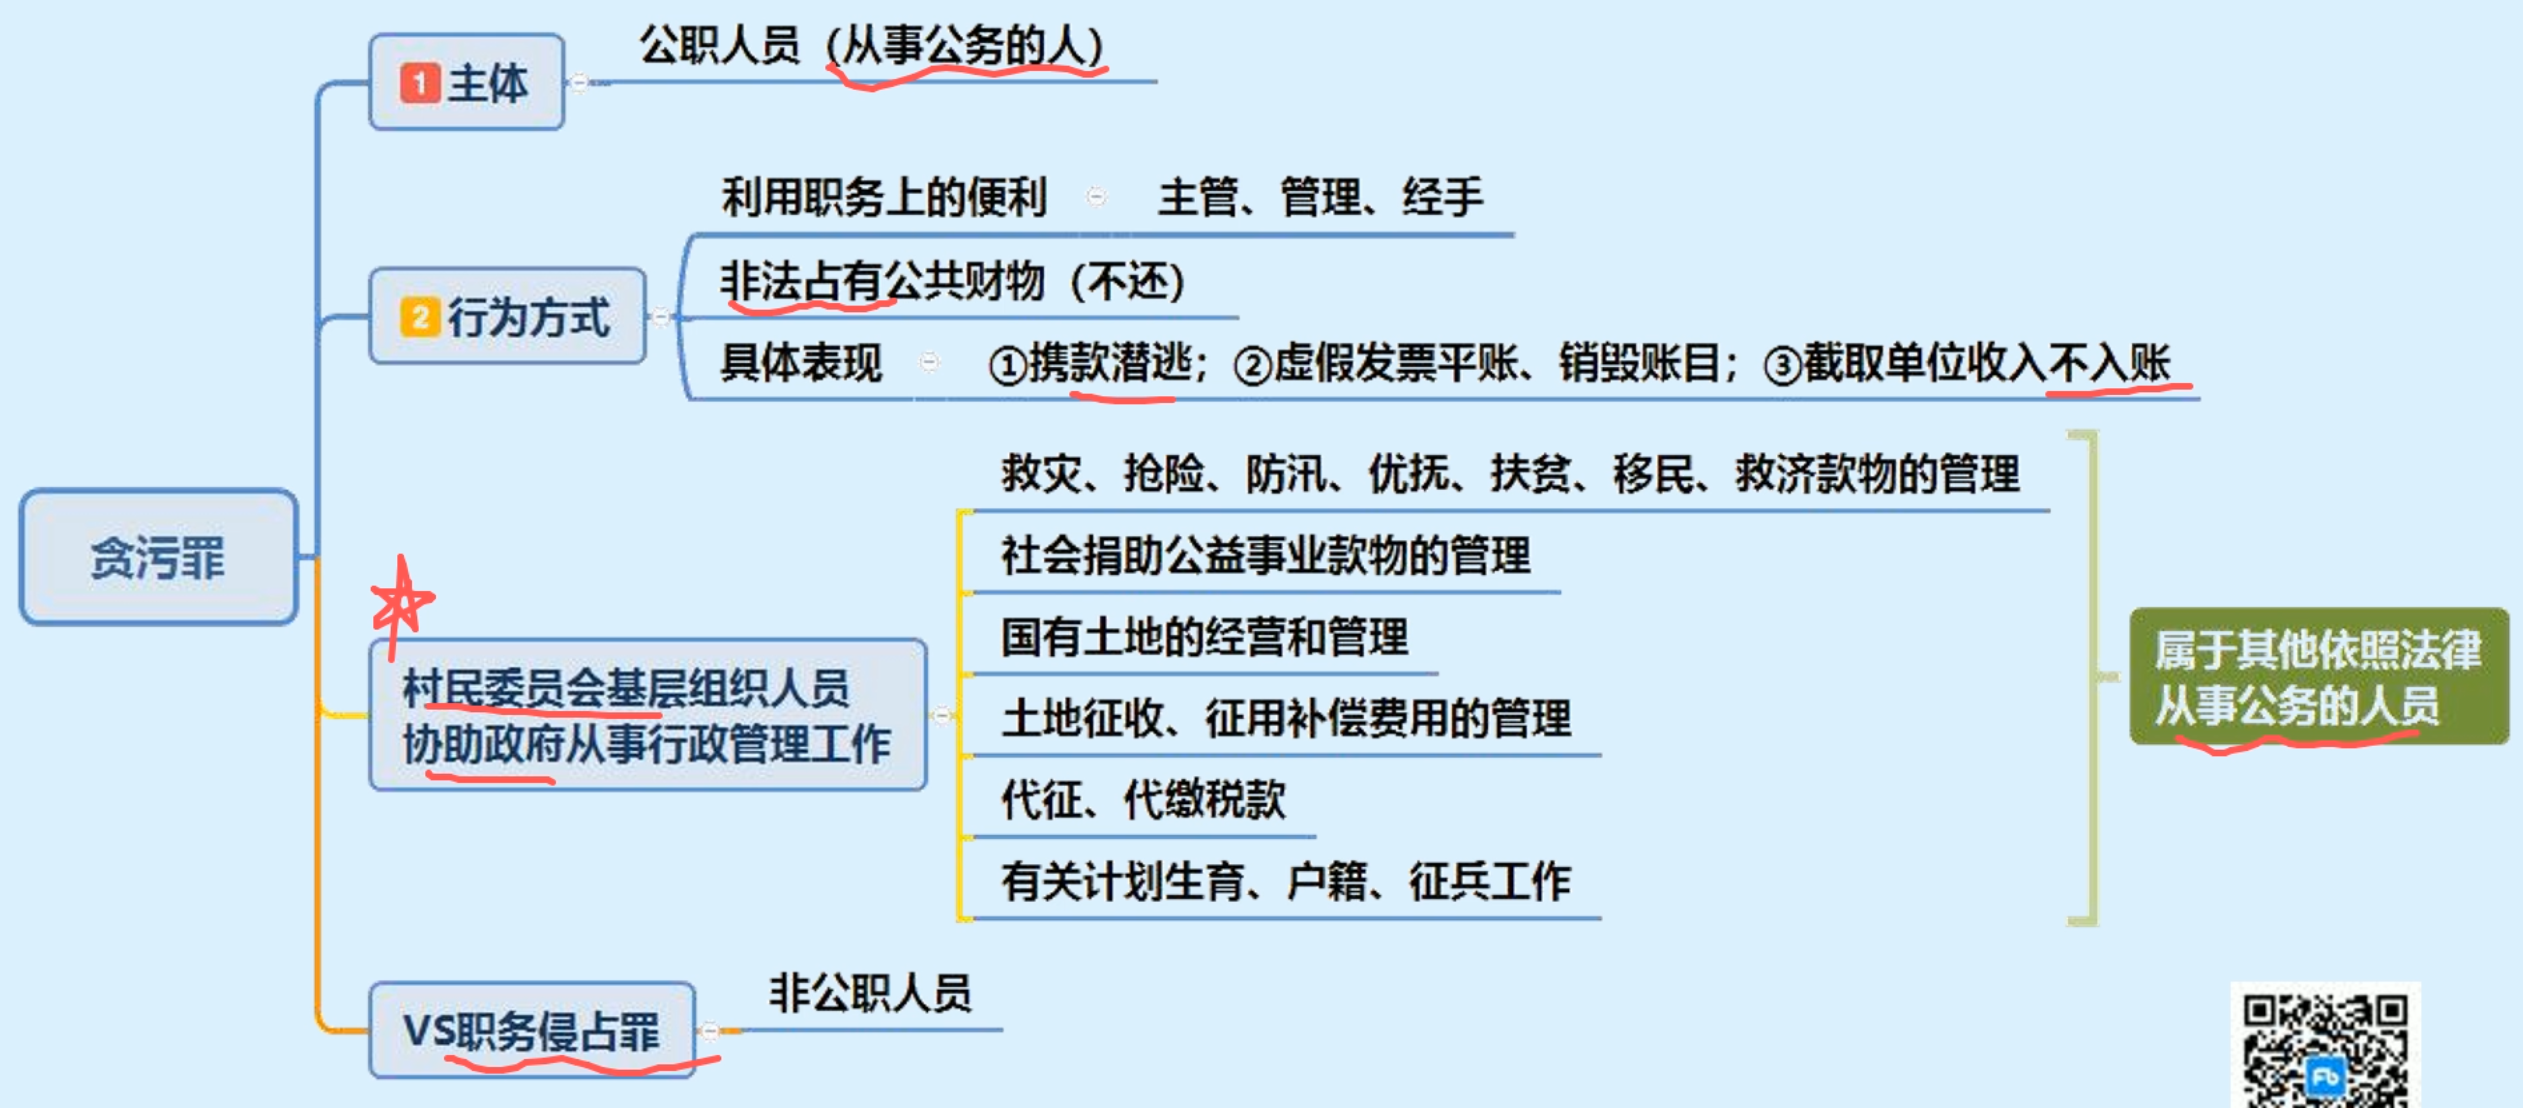 1 主体
公职人员（从事公务的人）
2 行为方式
利用职务上的便利 主管、管理、经手
非法占有公共财物（不还）
具体表现 ①携款潜逃；②虚假发票平账、销毁账目；③截取单位收入不入账
贪污罪
村民委员会基层组织人员
协助政府从事行政管理工作
救灾、抢险、防汛、优抚、扶贫、移民、救济款物的管理
社会捐助公益事业款物的管理
国有土地的经营和管理
土地征收、征用补偿费用的管理
代征、代缴税款
有关计划生育、户籍、征兵工作
属于其他依照法律
从事公务的人员
VS职务侵占罪
非公职人员
Fb